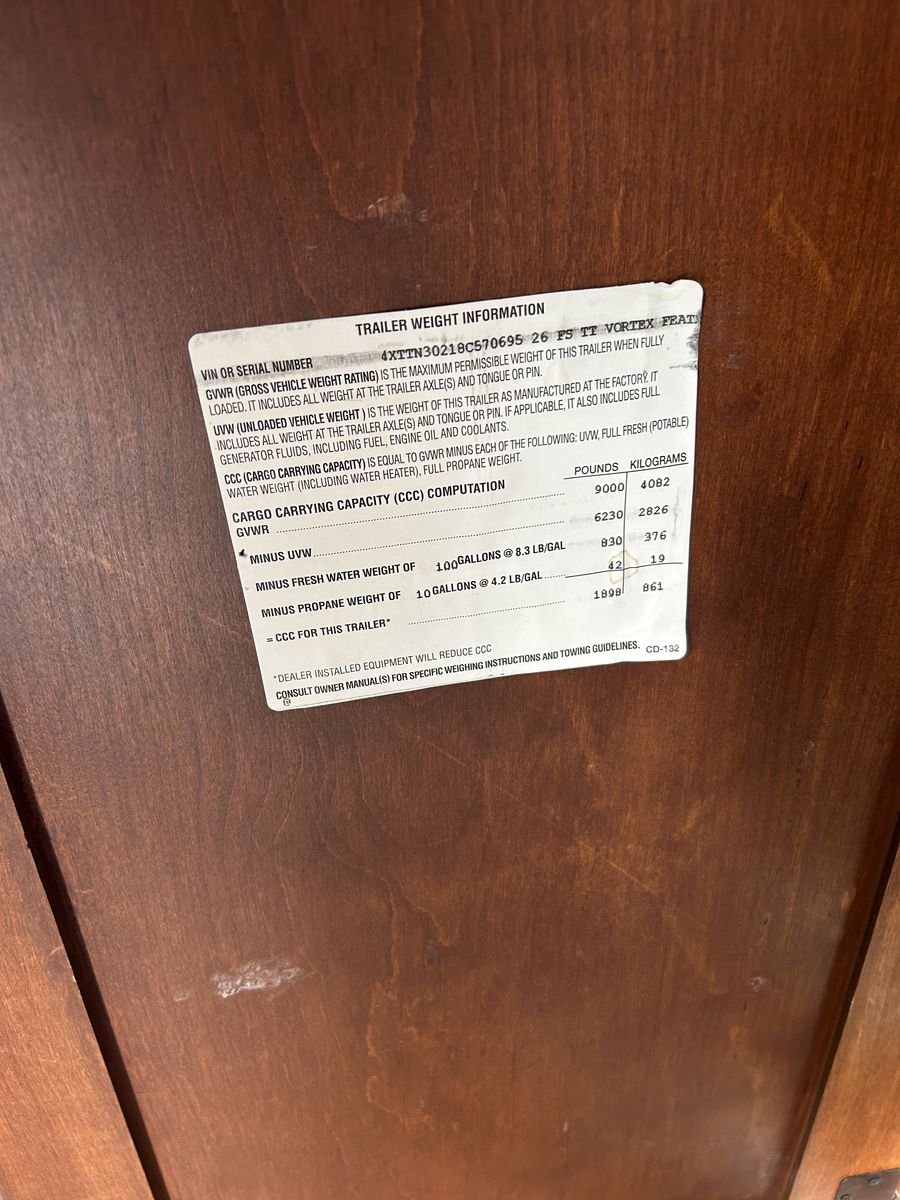 TRAILER WEIGHT INFORMATION
VIN OR SERIAL NUMBER 4XTTN30218C570695 26 FS TT VORTEX FEAT
GVWR (GROSS VEHICLE WEIGHT RATING) IS THE MAXIMUM PERMISSIBLE WEIGHT OF THIS TRAILER WHEN FULLY
LOADED. IT INCLUDES ALL WEIGHT AT THE TRAILER AXLE(S) AND TONGUE OR PIN.
UVW (UNLOADED VEHICLE WEIGHT ) IS THE WEIGHT OF THIS TRAILER AS MANUFACTURED AT THE FACTORY. IT
INCLUDES ALL WEIGHT AT THE TRAILER AXLE(S) AND TONGUE OR PIN. IF APPLICABLE, IT ALSO INCLUDES FULL
GENERATOR FLUIDS, INCLUDING FUEL, ENGINE OIL AND COOLANTS.
CCC (CARGO CARRYING CAPACITY) IS EQUAL TO GVWR MINUS EACH OF THE FOLLOWING: UVW, FULL FRESH (POTABLE)
WATER WEIGHT (INCLUDING WATER HEATER), FULL PROPANE WEIGHT.
CARGO CARRYING CAPACITY (CCC) COMPUTATION POUNDS KILOGRAMS
GVWR 9000 4082
MINUS UVW 6230 2826
MINUS FRESH WATER WEIGHT OF 100 GALLONS @ 8.3 LB/GAL 830 376
MINUS PROPANE WEIGHT OF 10 GALLONS @ 4.2 LB/GAL 42 19
= CCC FOR THIS TRAILER* 1898 861
*DEALER INSTALLED EQUIPMENT WILL REDUCE CCC
CONSULT OWNER MANUAL(S) FOR SPECIFIC WEIGHING INSTRUCTIONS AND TOWING GUIDELINES. CD-132